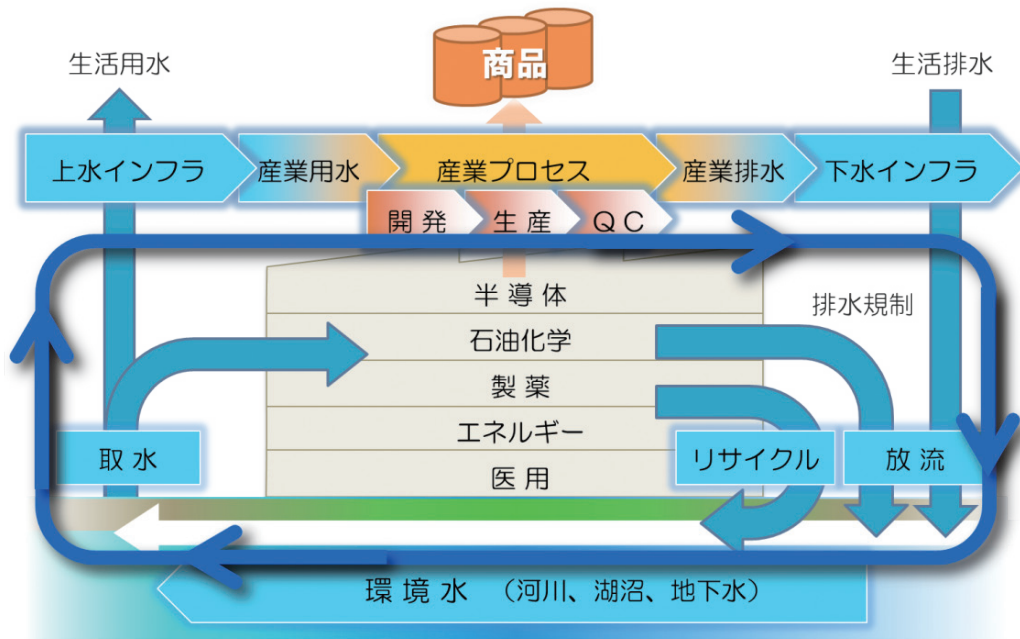 商品
生活用水
生活排水
上水インフラ
産業用水
産業プロセス
産業排水
下水インフラ
開発
生産
QC
半導体
排水規制
石油化学
製薬
エネルギー
医用
取水
リサイクル
放流
環境水 (河川、湖沼、地下水)